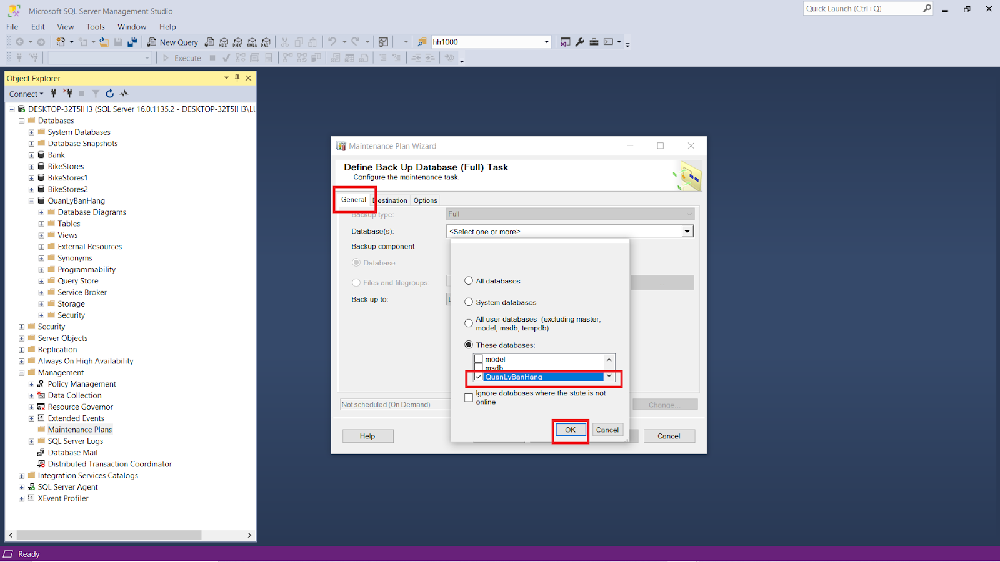 Microsoft SQL Server Management Studio
Quick Launch (Ctrl+Q)
File Edit View Tools Window Help
New Query
MDX DMX XMLA DAX
hh1000
Execute
Object Explorer
Connect
DESKTOP-32T5IH3 (SQL Server 16.0.1135.2 - DESKTOP-32T5IH3\LU
Databases
System Databases
Database Snapshots
Bank
BikeStores
BikeStores1
BikeStores2
QuanLyBanHang
Database Diagrams
Tables
Views
External Resources
Synonyms
Programmability
Query Store
Service Broker
Storage
Security
Security
Server Objects
Replication
Always On High Availability
Management
Policy Management
Data Collection
Resource Governor
Extended Events
Maintenance Plans
SQL Server Logs
Database Mail
Distributed Transaction Coordinator
Integration Services Catalogs
SQL Server Agent
XEvent Profiler
Maintenance Plan Wizard
Define Back Up Database (Full) Task
Configure the maintenance task.
General Destination Options
Backup type: Full
Database(s): <Select one or more>
Backup component
Database
Files and filegroups:
...
Back up to:
All databases
System databases
All user databases (excluding master,
model, msdb, tempdb)
These databases:
model
msdb
QuanLyBanHang
Ignore databases where the state is not
online
Not scheduled (On Demand)
Change...
OK Cancel
Help
Cancel
Ready